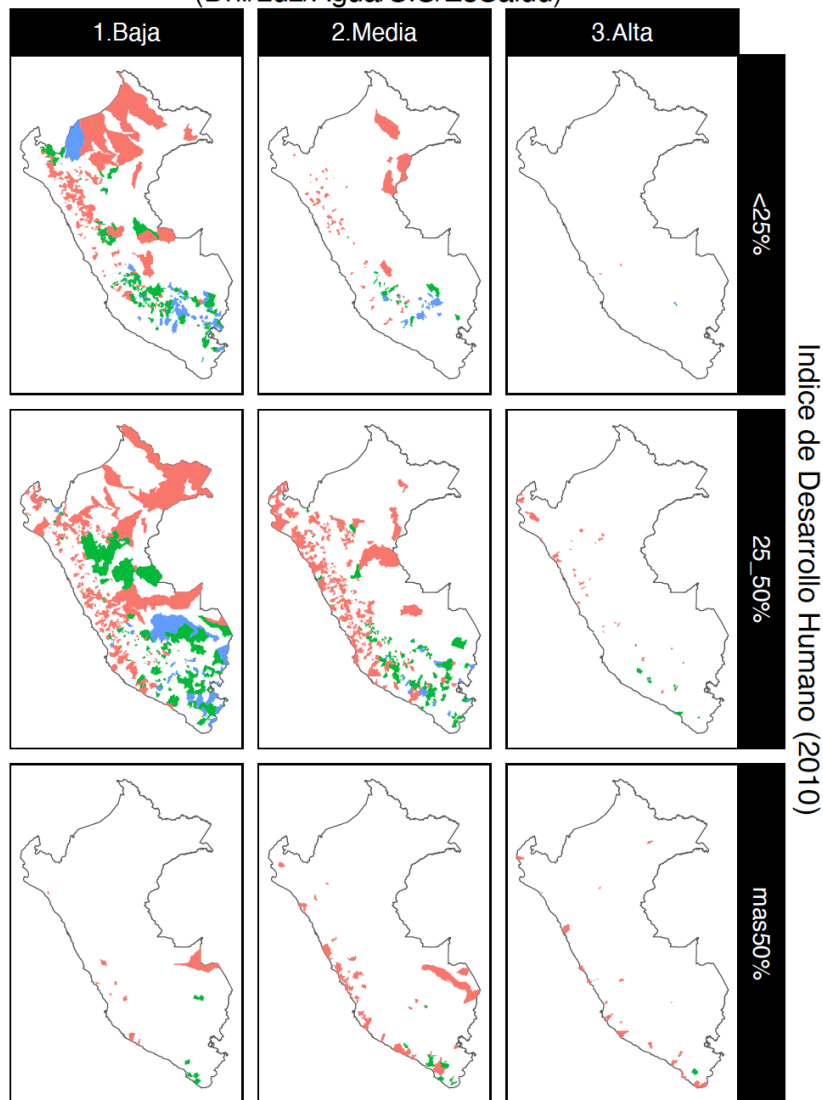 1.Baja
2.Media
3.Alta
<25%
25_50%
mas50%
Indice de Desarrollo Humano (2010)